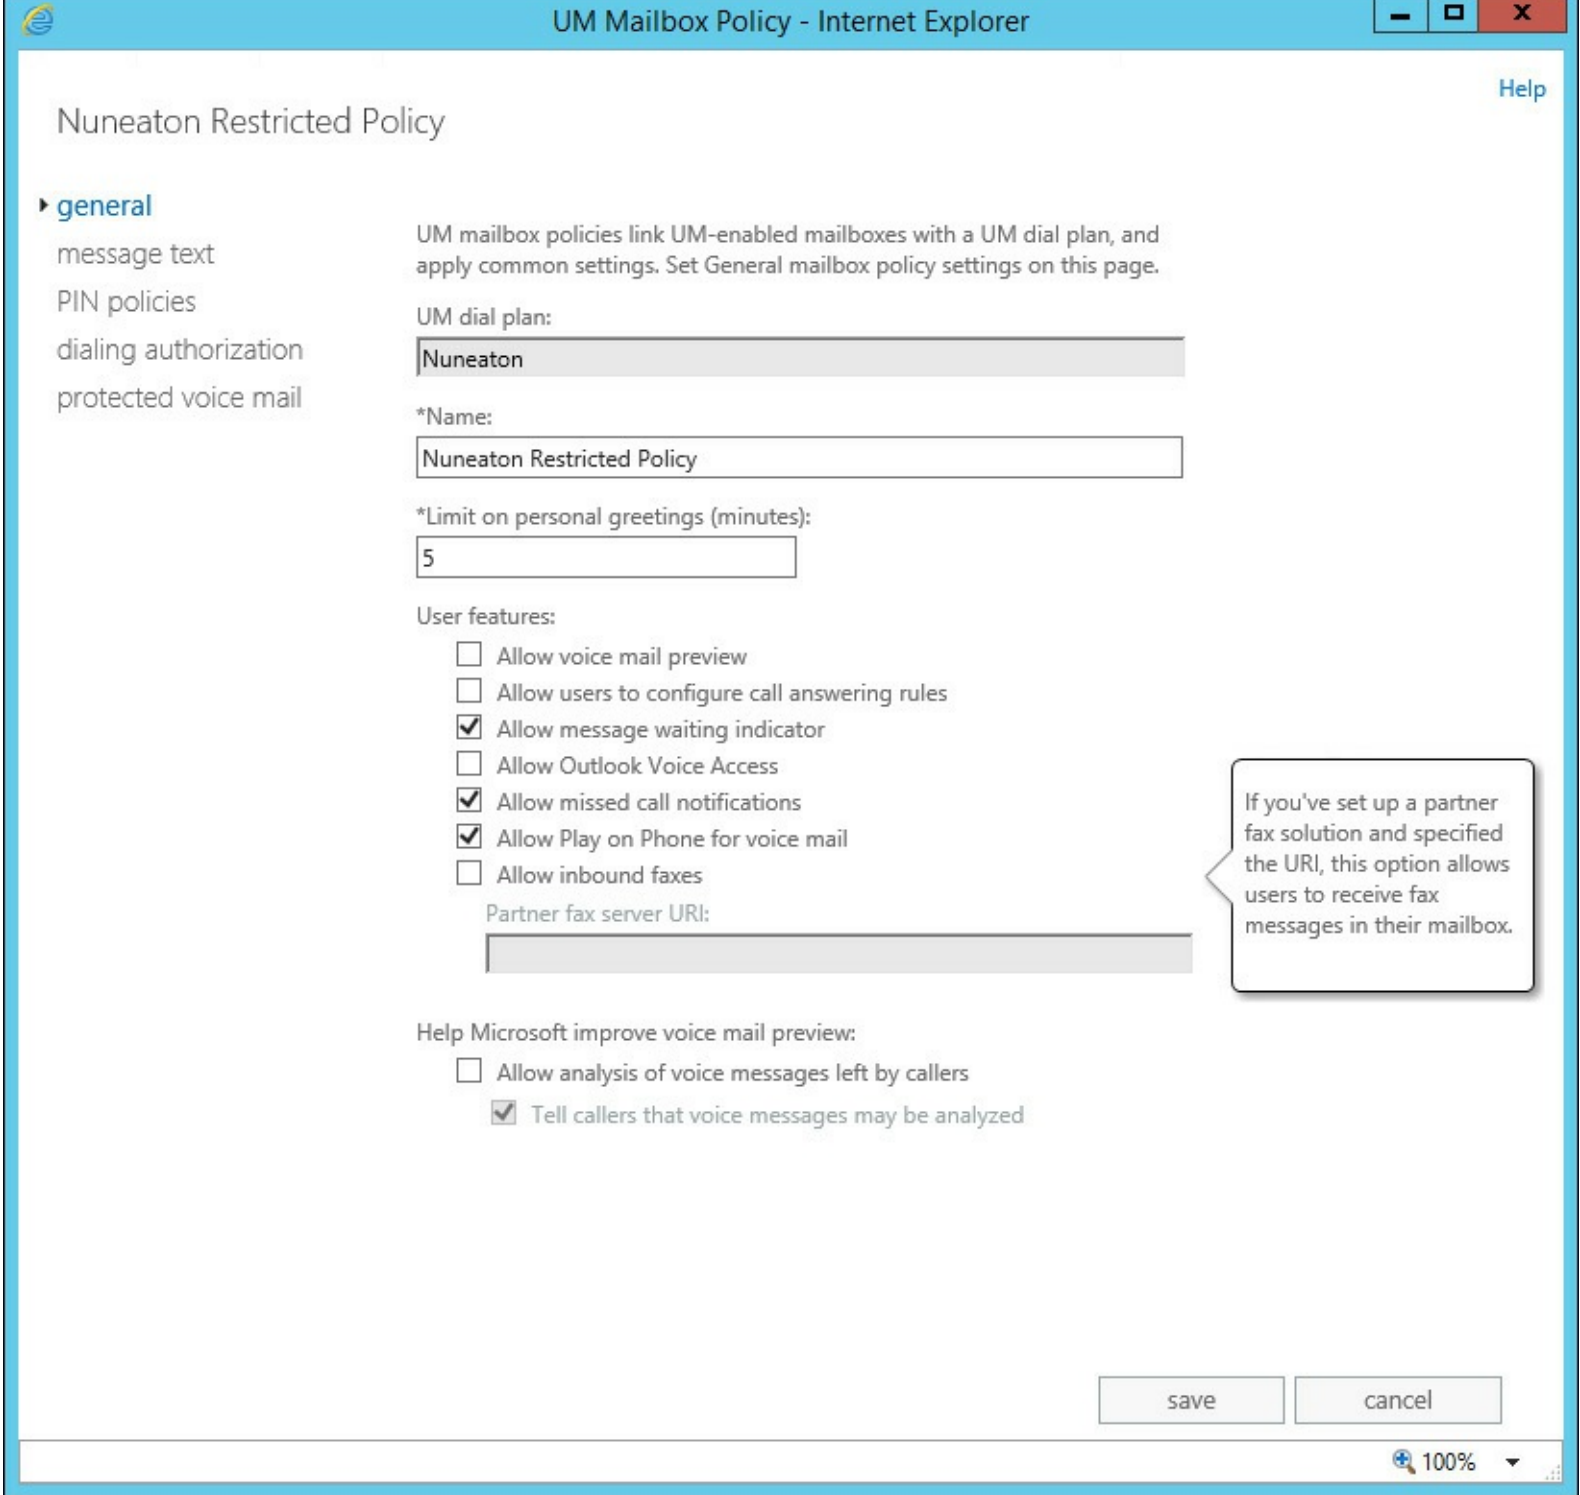 UM Mailbox Policy - Internet Explorer
Help
Nuneaton Restricted Policy
general
message text
PIN policies
dialing authorization
protected voice mail
UM mailbox policies link UM-enabled mailboxes with a UM dial plan, and
apply common settings. Set General mailbox policy settings on this page.
UM dial plan:
Nuneaton
*Name:
Nuneaton Restricted Policy
*Limit on personal greetings (minutes):
5
User features:
Allow voice mail preview
Allow users to configure call answering rules
Allow message waiting indicator
Allow Outlook Voice Access
Allow missed call notifications
Allow Play on Phone for voice mail
Allow inbound faxes
Partner fax server URI:
If you've set up a partner
fax solution and specified
the URI, this option allows
users to receive fax
messages in their mailbox.
Help Microsoft improve voice mail preview:
Allow analysis of voice messages left by callers
Tell callers that voice messages may be analyzed
save
cancel
100%